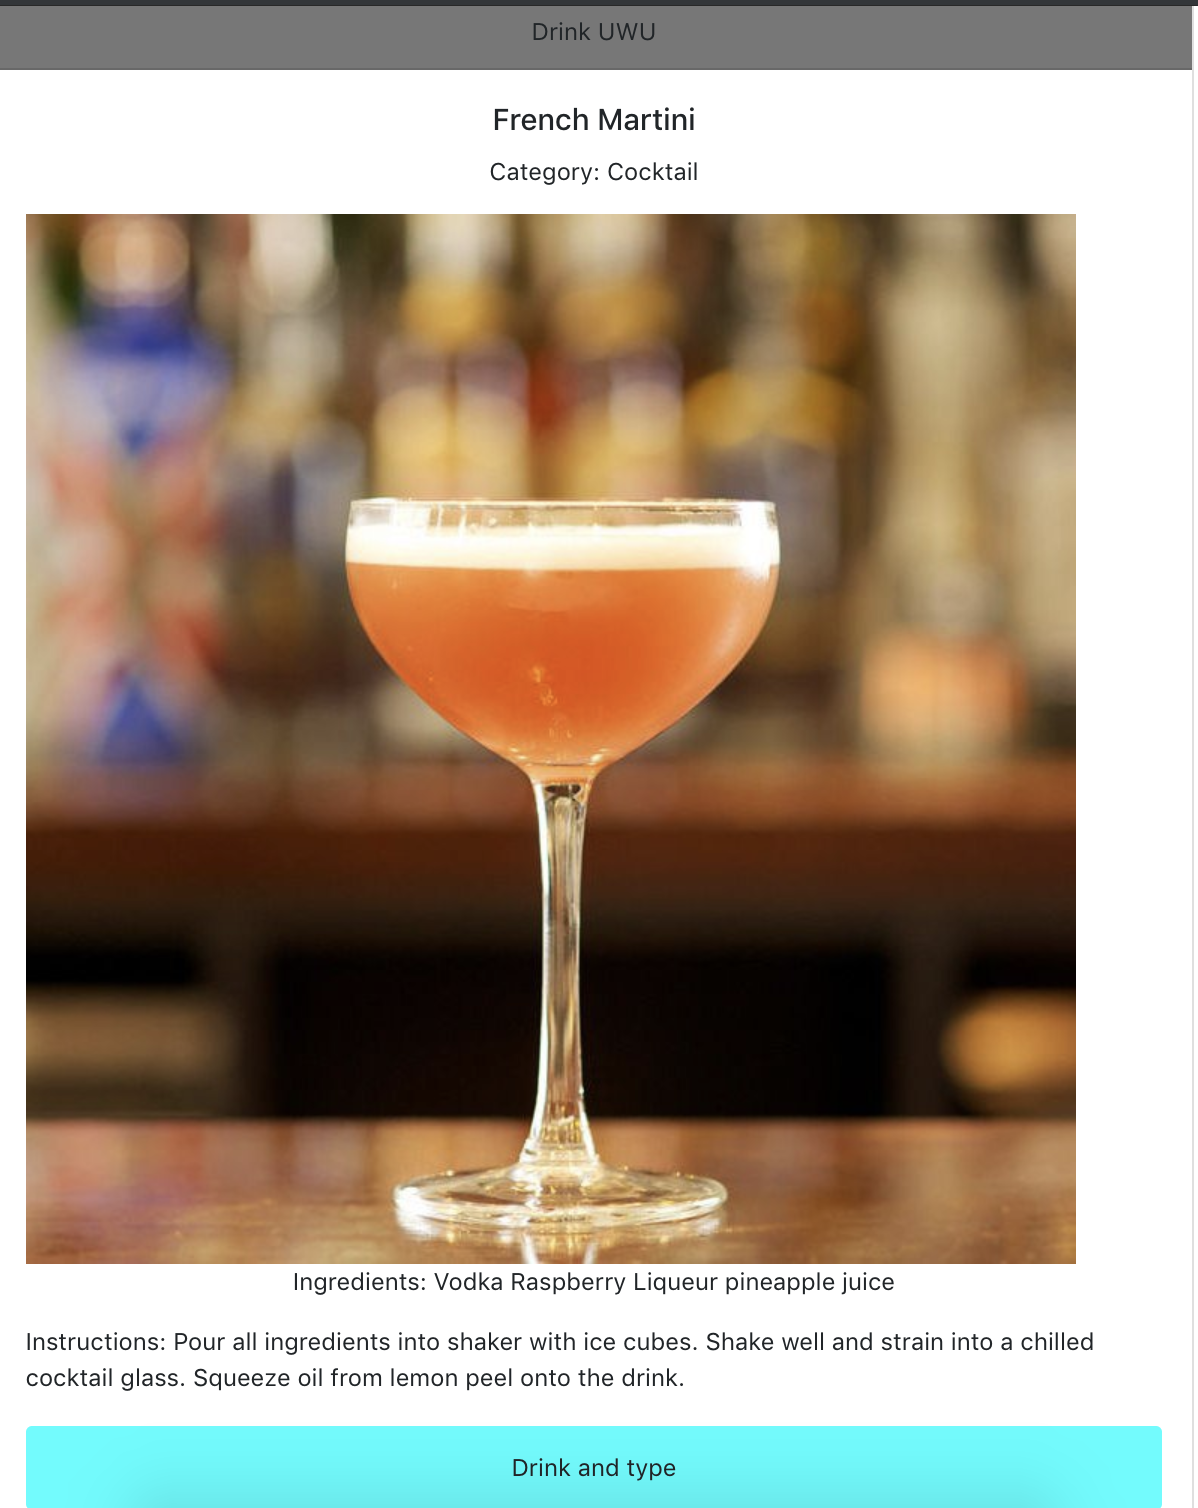 Drink UWU
French Martini
Category: Cocktail
Ingredients: Vodka Raspberry Liqueur pineapple juice
Instructions: Pour all ingredients into shaker with ice cubes. Shake well and strain into a chilled
cocktail glass. Squeeze oil from lemon peel onto the drink.
Drink and type